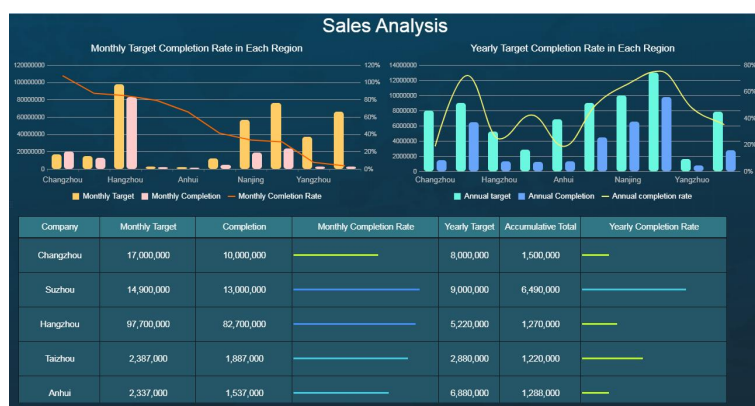 Sales Analysis
Monthly Target Completion Rate in Each Region
120000000
100000000
80000000
60000000
40000000
20000000
0
120%
100%
80%
60%
40%
20%
0%
Changzhou Hangzhou Anhui Nanjing Yangzhou
Monthly Target Monthly Completion Monthly Comletion Rate
Yearly Target Completion Rate in Each Region
14000000
12000000
10000000
8000000
6000000
4000000
2000000
0
80%
60%
40%
20%
0%
Changzhou Hangzhou Anhui Nanjing Yangzhuo
Annual target Annual Completion Annual completion rate
Company Monthly Target Completion Monthly Completion Rate Yearly Target Accumulative Total Yearly Completion Rate
Changzhou 17,000,000 10,000,000 8,000,000 1,500,000
Suzhou 14,900,000 13,000,000 9,000,000 6,490,000
Hangzhou 97,700,000 82,700,000 5,220,000 1,270,000
Taizhou 2,387,000 1,887,000 2,880,000 1,220,000
Anhui 2,337,000 1,537,000 6,880,000 1,288,000